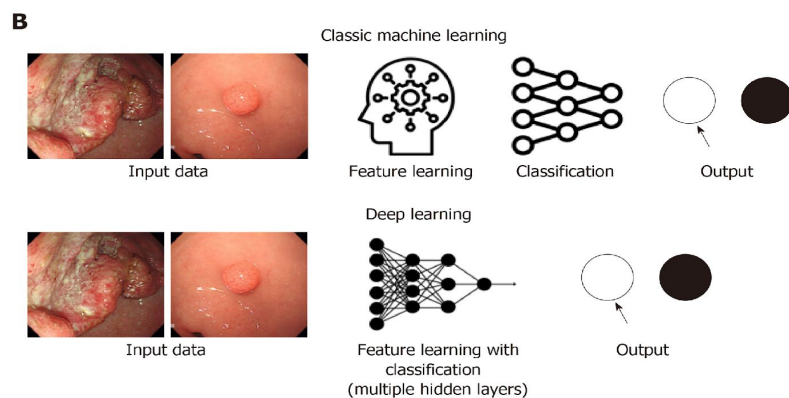 B
Classic machine learning
Input data
Feature learning
Classification
Output
Deep learning
Input data
Feature learning with
classification
(multiple hidden layers)
Output